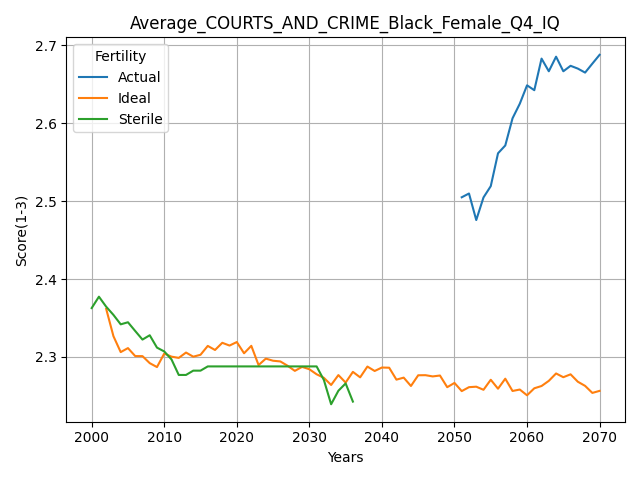 Average_COURTS_AND_CRIME_Black_Female_Q4_IQ
Fertility
Actual
Ideal
Sterile
Score(1-3)
2.7
2.6
2.5
2.4
2.3
2000 2010 2020 2030 2040 2050 2060 2070
Years